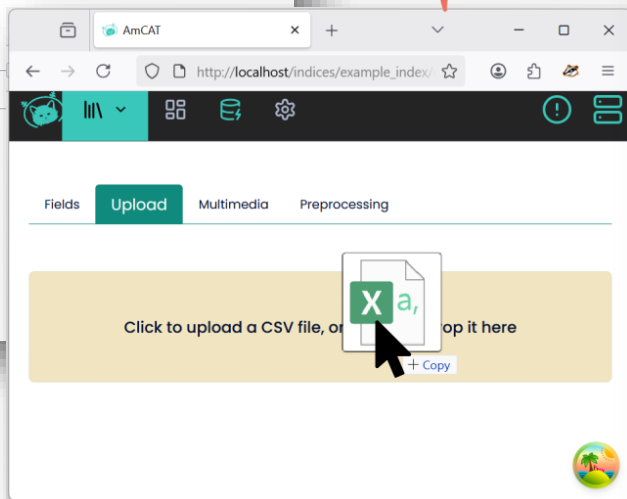 AmCAT
http://localhost/indices/example_index/
Fields Upload Multimedia Preprocessing
Click to upload a CSV file, or op it here
X a,
+ Copy